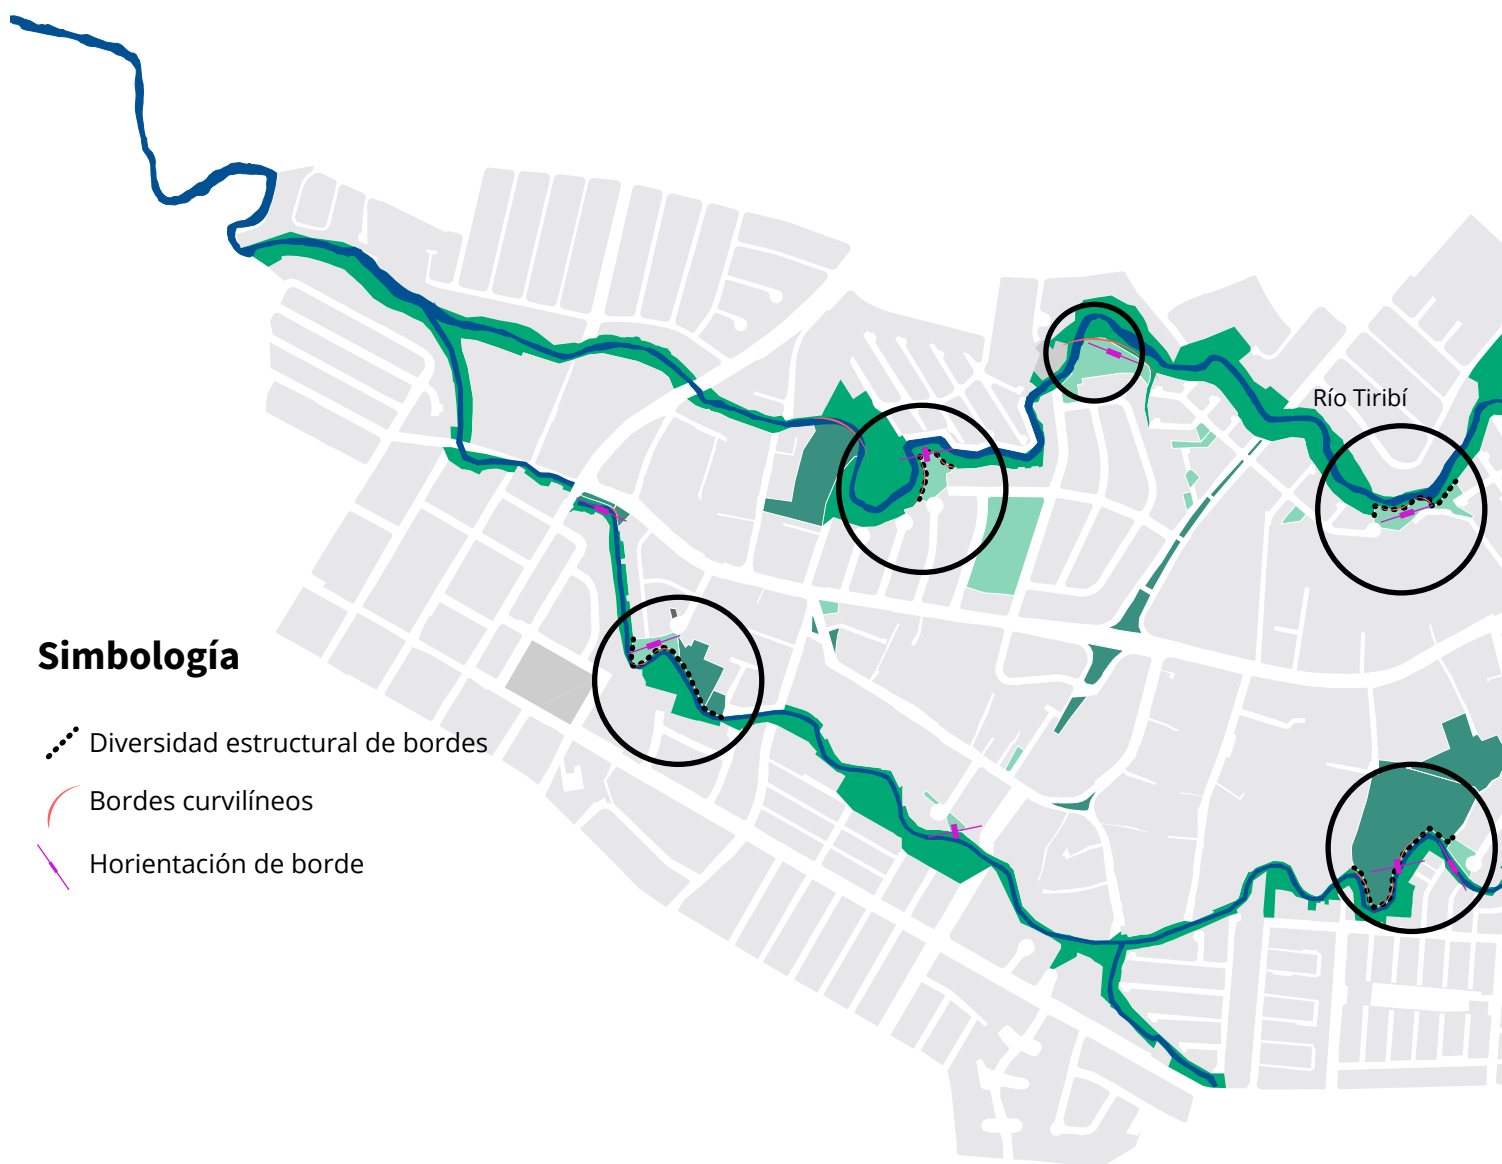 Río Tiribí
Simbología
Diversidad estructural de bordes
Bordes curvilíneos
Horientación de borde